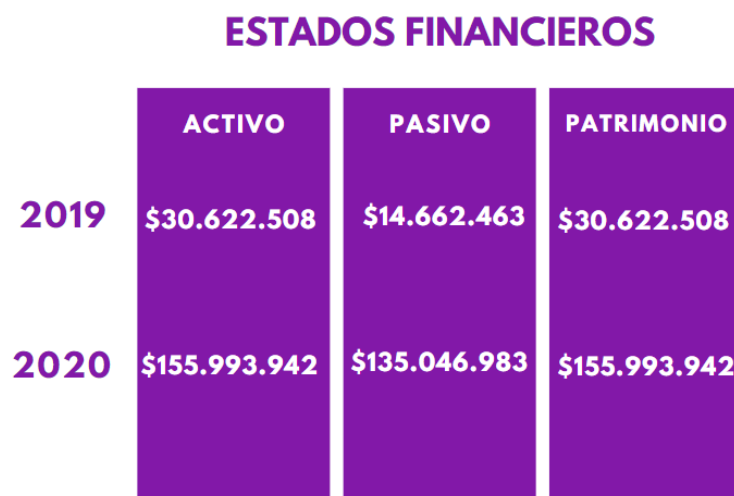 ESTADOS FINANCIEROS
ACTIVO PASIVO PATRIMONIO
2019 $30.622.508 $14.662.463 $30.622.508
2020 $155.993.942 $135.046.983 $155.993.942